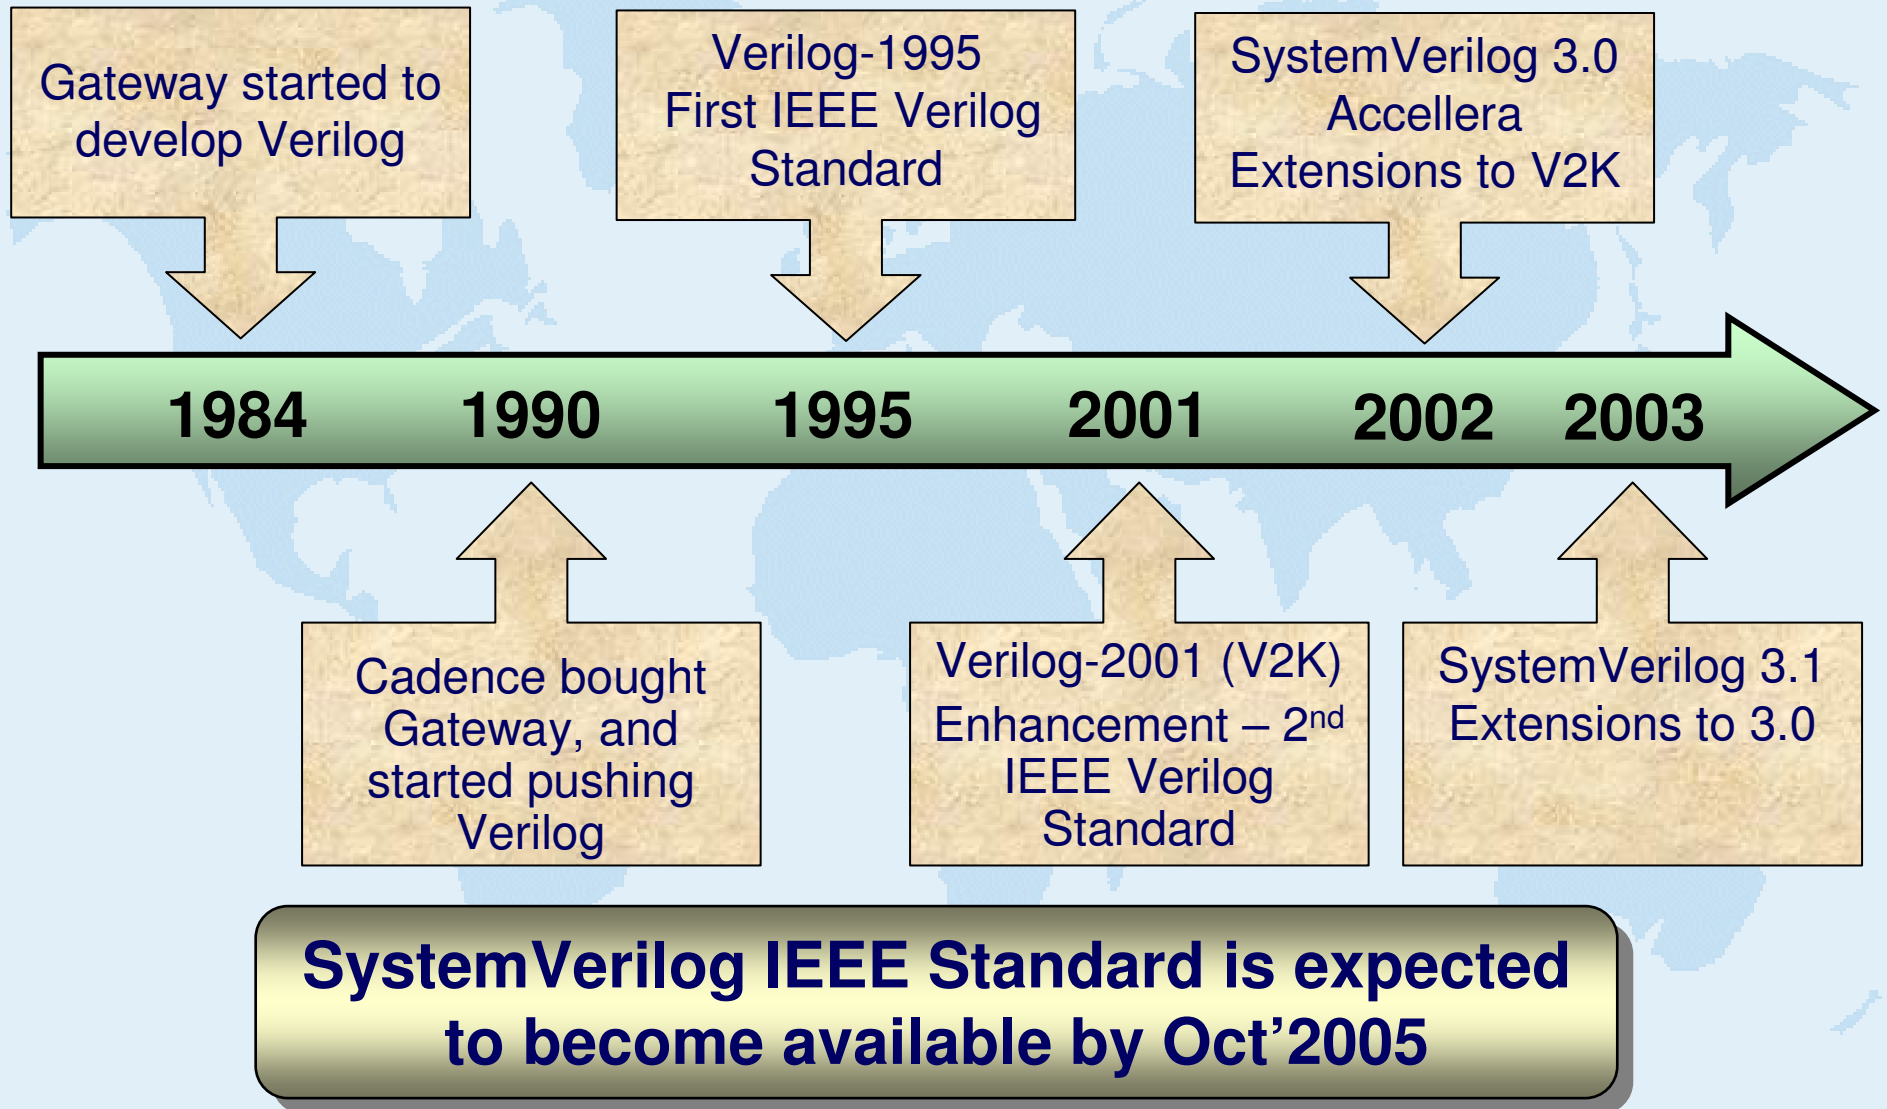 Gateway started to
develop Verilog
Verilog-1995
First IEEE Verilog
Standard
SystemVerilog 3.0
Accellera
Extensions to V2K
1984
1990
1995
2001
2002
2003
Cadence bought
Gateway, and
started pushing
Verilog
Verilog-2001 (V2K)
Enhancement – 2nd
IEEE Verilog
Standard
SystemVerilog 3.1
Extensions to 3.0
SystemVerilog IEEE Standard is expected
to become available by Oct’2005